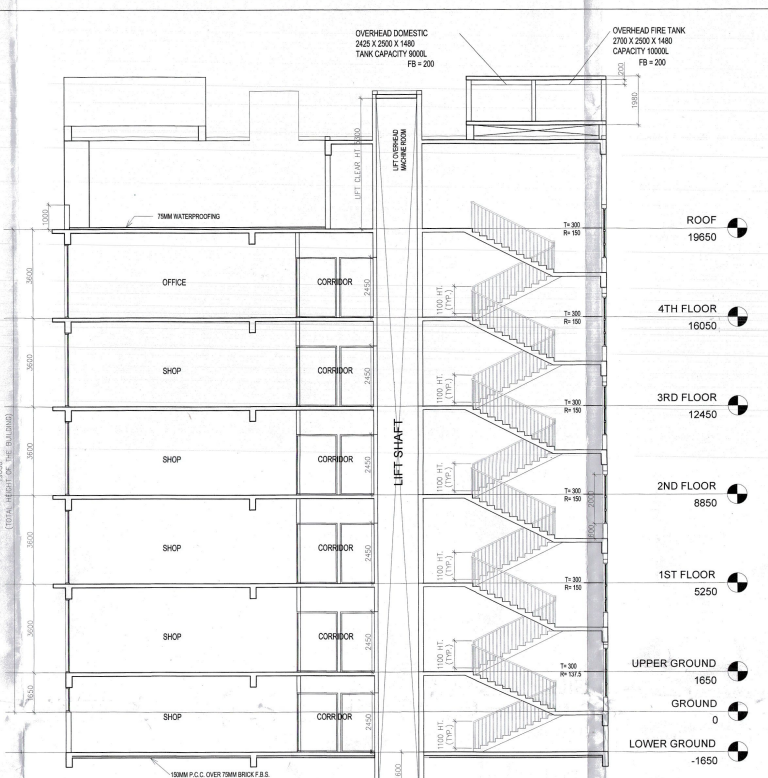 OVERHEAD DOMESTIC
2425 X 2500 X 1480
TANK CAPACITY 9000L
FB = 200
OVERHEAD FIRE TANK
2700 X 2500 X 1480
CAPACITY 10000L
FB = 200
200
1980
LIFT CLEAR HT.
LIFT OVERHEAD
MACHINE ROOM
1000
75MM WATERPROOFING
T= 300
R= 150
ROOF
19650
3600
OFFICE
CORRIDOR
2450
1100 HT.
(TYP.)
T= 300
R= 150
4TH FLOOR
16050
3600
SHOP
CORRIDOR
2450
1100 HT.
(TYP.)
T= 300
R= 150
3RD FLOOR
12450
(TOTAL HEIGHT OF THE BUILDING)
3600
SHOP
CORRIDOR
2450
LIFT SHAFT
1100 HT.
(TYP.)
T= 300
R= 150
2000
2ND FLOOR
8850
3600
SHOP
CORRIDOR
2450
1100 HT.
(TYP.)
600
T= 300
R= 150
1ST FLOOR
5250
3600
SHOP
CORRIDOR
2450
1100 HT.
(TYP.)
T= 300
R= 137.5
UPPER GROUND
1650
1650
SHOP
CORRIDOR
2450
1100 HT.
(TYP.)
GROUND
0
LOWER GROUND
-1650
150MM P.C.C. OVER 75MM BRICK F.B.S.
600